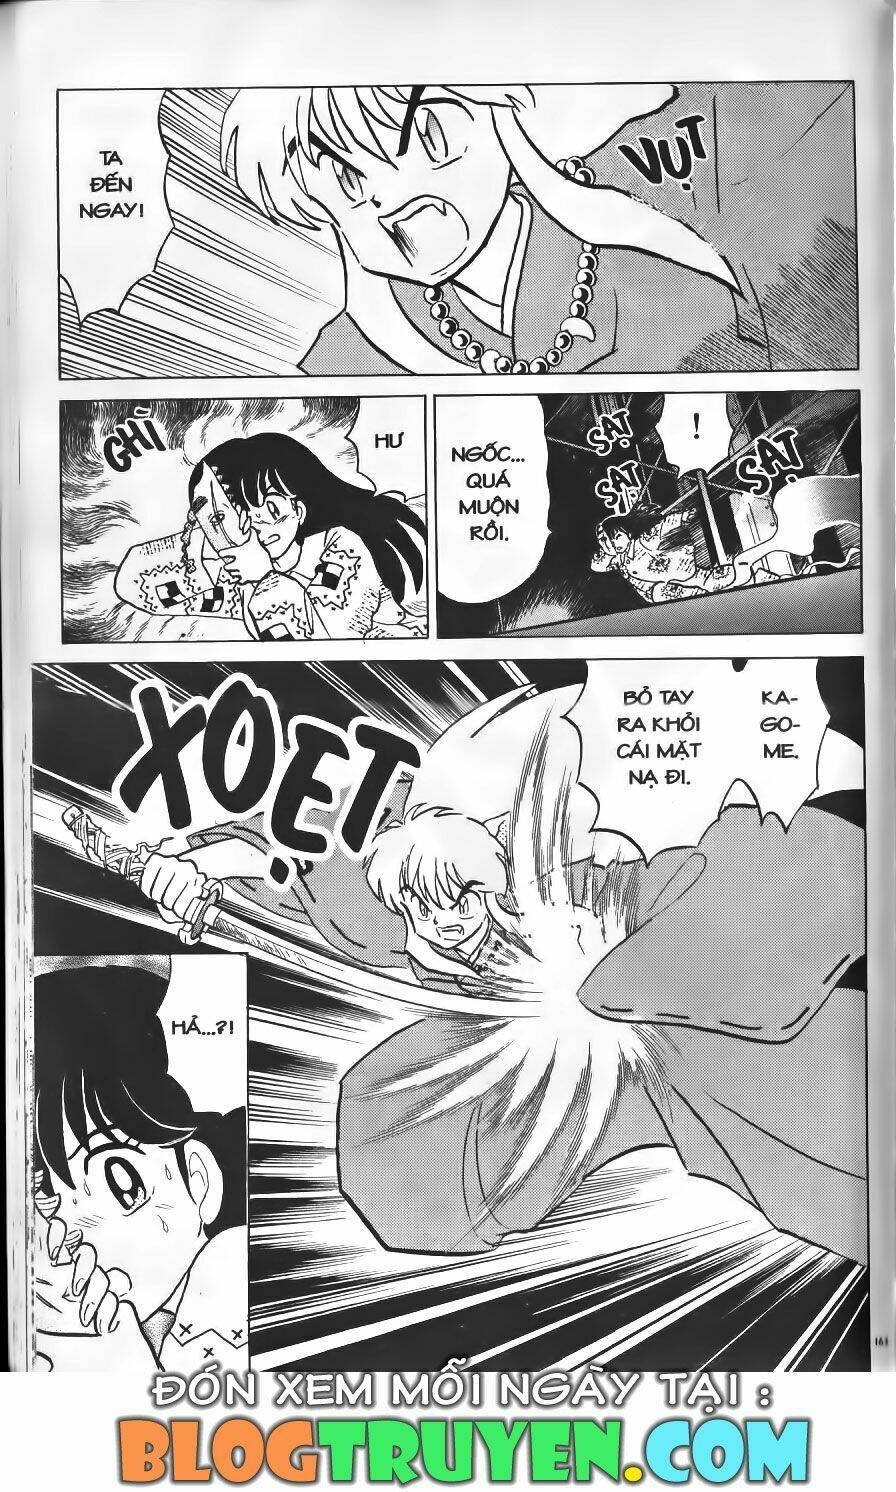 TA
ĐẾN
NGAY!
VỤT
!
SẠT
SẠT
SẠT
NGỐC...
QUÁ
MUỘN
RỒI.
HƯ
GHÌ
KA-
GO-
ME.
BỎ TAY
RA KHỎI
CÁI MẶT
NẠ ĐI.
XOẸT
HẢ...?!
161
ĐÓN XEM MỖI NGÀY TẠI :
BLOGTRUYEN.COM